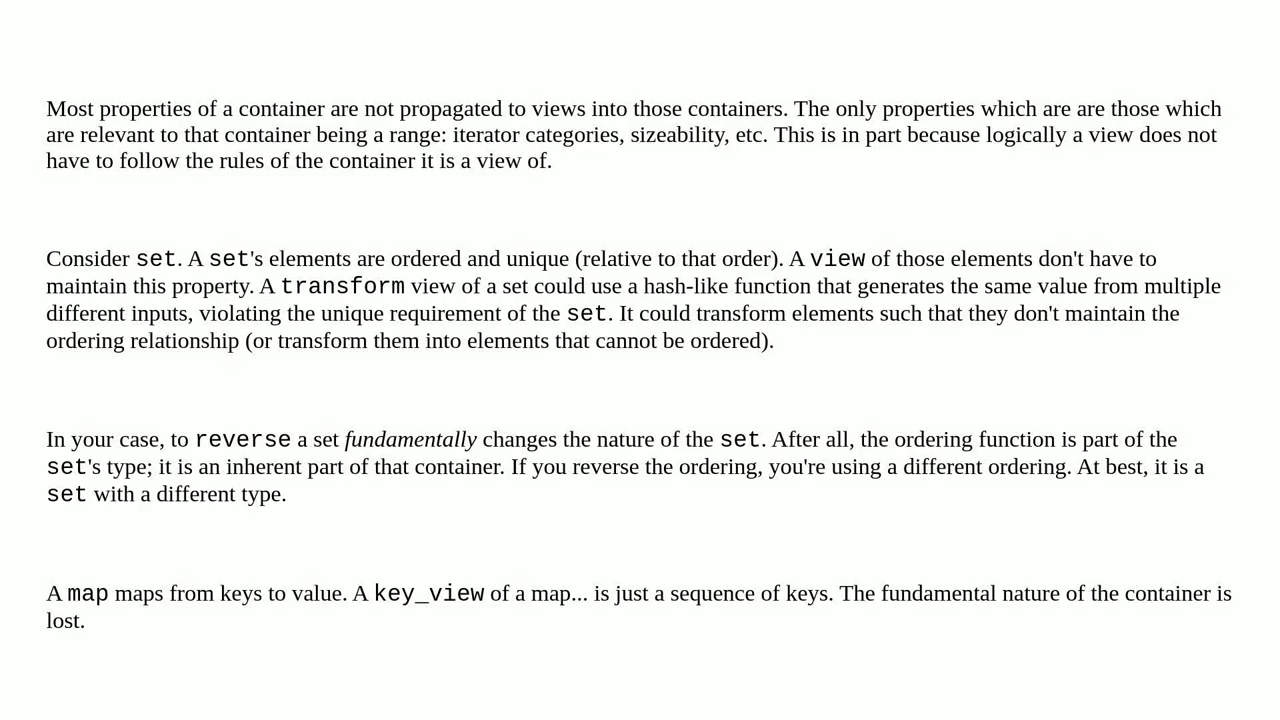 Most properties of a container are not propagated to views into those containers. The only properties which are are those which
are relevant to that container being a range: iterator categories, sizeability, etc. This is in part because logically a view does not
have to follow the rules of the container it is a view of.
Consider set. A set's elements are ordered and unique (relative to that order). A view of those elements don't have to
maintain this property. A transform view of a set could use a hash-like function that generates the same value from multiple
different inputs, violating the unique requirement of the set. It could transform elements such that they don't maintain the
ordering relationship (or transform them into elements that cannot be ordered).
In your case, to reverse a set fundamentally changes the nature of the set. After all, the ordering function is part of the
set's type; it is an inherent part of that container. If you reverse the ordering, you're using a different ordering. At best, it is a
set with a different type.
A map maps from keys to value. A key_view of a map... is just a sequence of keys. The fundamental nature of the container is
lost.